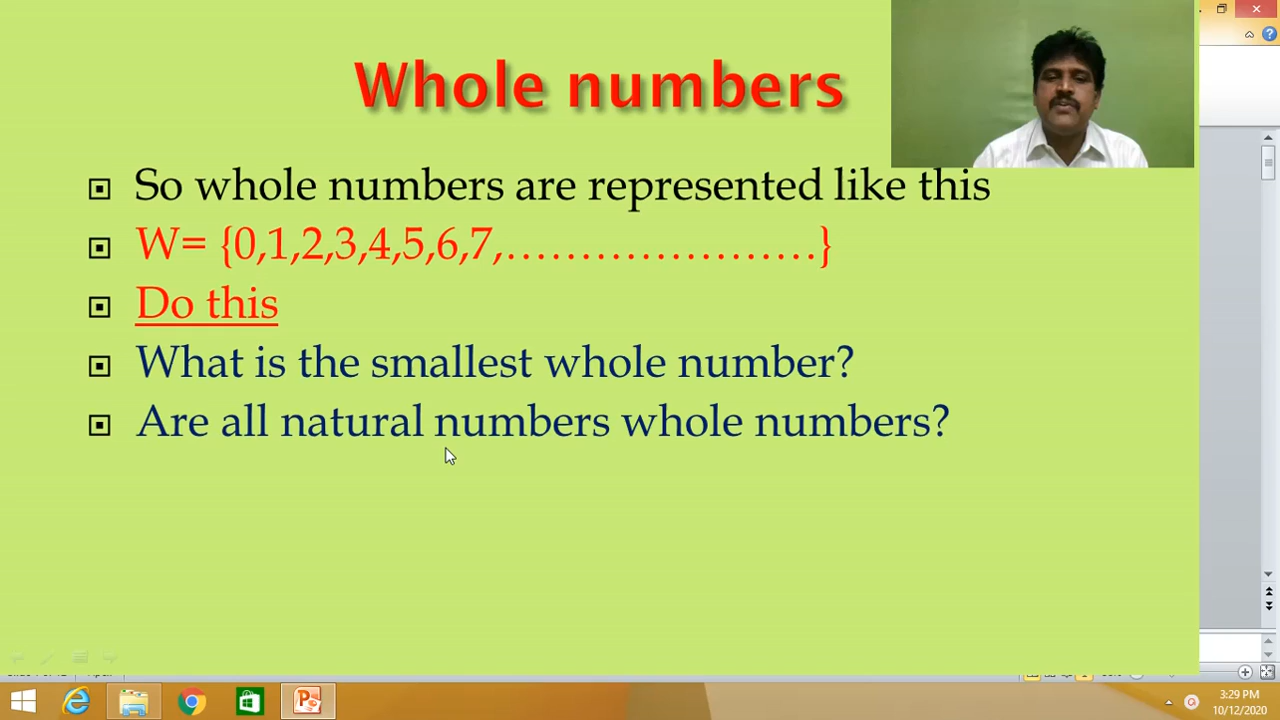 Whole numbers
So whole numbers are represented like this
W= {0,1,2,3,4,5,6,7,.....................}
Do this
What is the smallest whole number?
Are all natural numbers whole numbers?
3:29 PM
10/12/2020